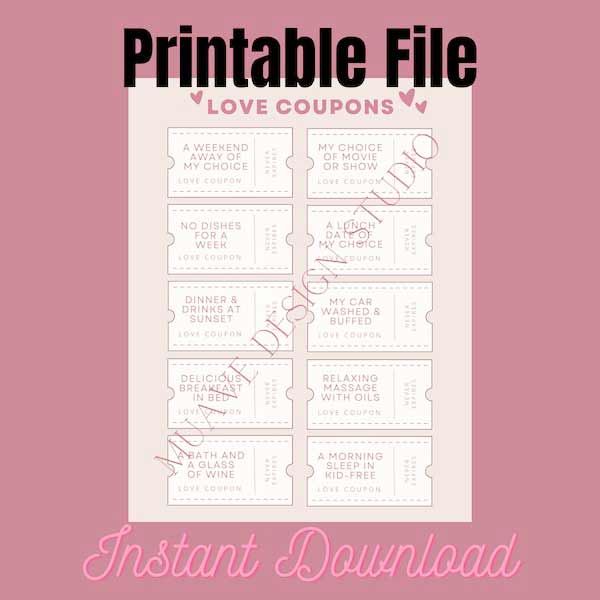 Printable File
LOVE COUPONS
A WEEKEND
AWAY OF
MY CHOICE
LOVE COUPON
NEVER
EXPIRES
MY CHOICE
OF MOVIE
OR SHOW
LOVE COUPON
NEVER
EXPIRES
NO DISHES
FOR A
WEEK
LOVE COUPON
NEVER
EXPIRES
A LUNCH
DATE OF
MY CHOICE
LOVE COUPON
NEVER
EXPIRES
DINNER &
DRINKS AT
SUNSET
LOVE COUPON
NEVER
EXPIRES
MY CAR
WASHED &
BUFFED
LOVE COUPON
NEVER
EXPIRES
DELICIOUS
BREAKFAST
IN BED
LOVE COUPON
NEVER
EXPIRES
RELAXING
MASSAGE
WITH OILS
LOVE COUPON
NEVER
EXPIRES
A BATH AND
A GLASS
OF WINE
LOVE COUPON
NEVER
EXPIRES
A MORNING
SLEEP IN
KID-FREE
LOVE COUPON
NEVER
EXPIRES
MUANE DESIGN STUDIO
Instant Download